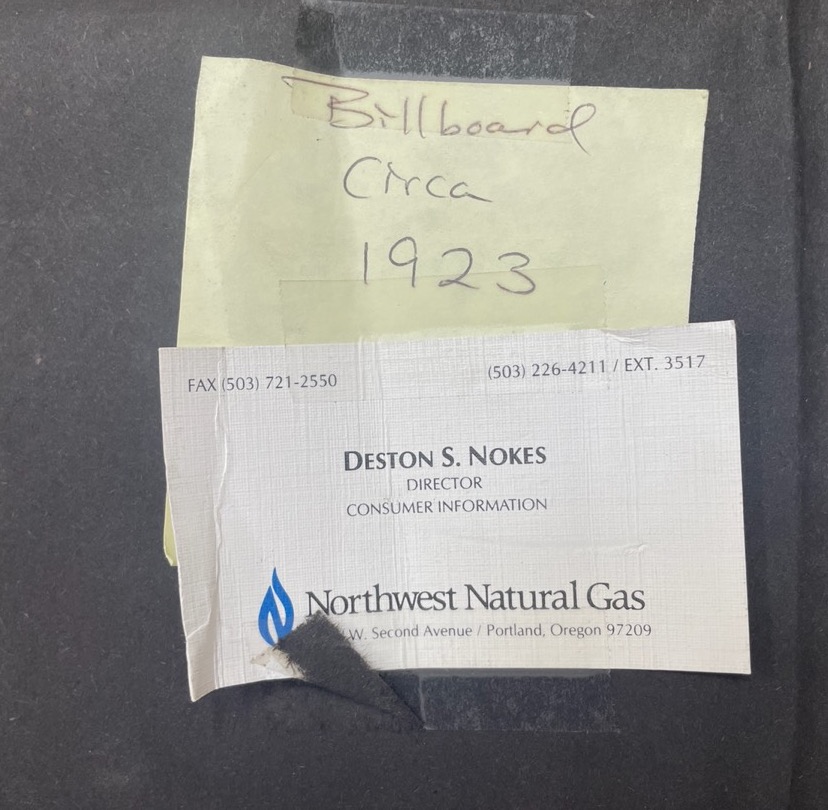 Billboard
Circa
1923
FAX (503) 721-2550
(503) 226-4211 / EXT. 3517
DESTON S. NOKES
DIRECTOR
CONSUMER INFORMATION
Northwest Natural Gas
W. Second Avenue / Portland, Oregon 97209